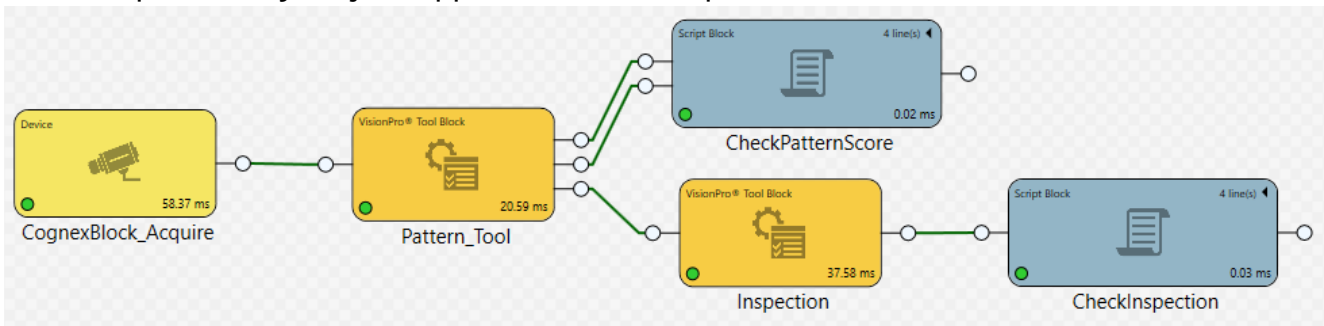 Device
58.37 ms
CognexBlock_Acquire
VisionPro® Tool Block
20.59 ms
Pattern_Tool
Script Block 4 line(s)
0.02 ms
CheckPatternScore
VisionPro® Tool Block
37.58 ms
Inspection
Script Block 4 line(s)
0.03 ms
CheckInspection